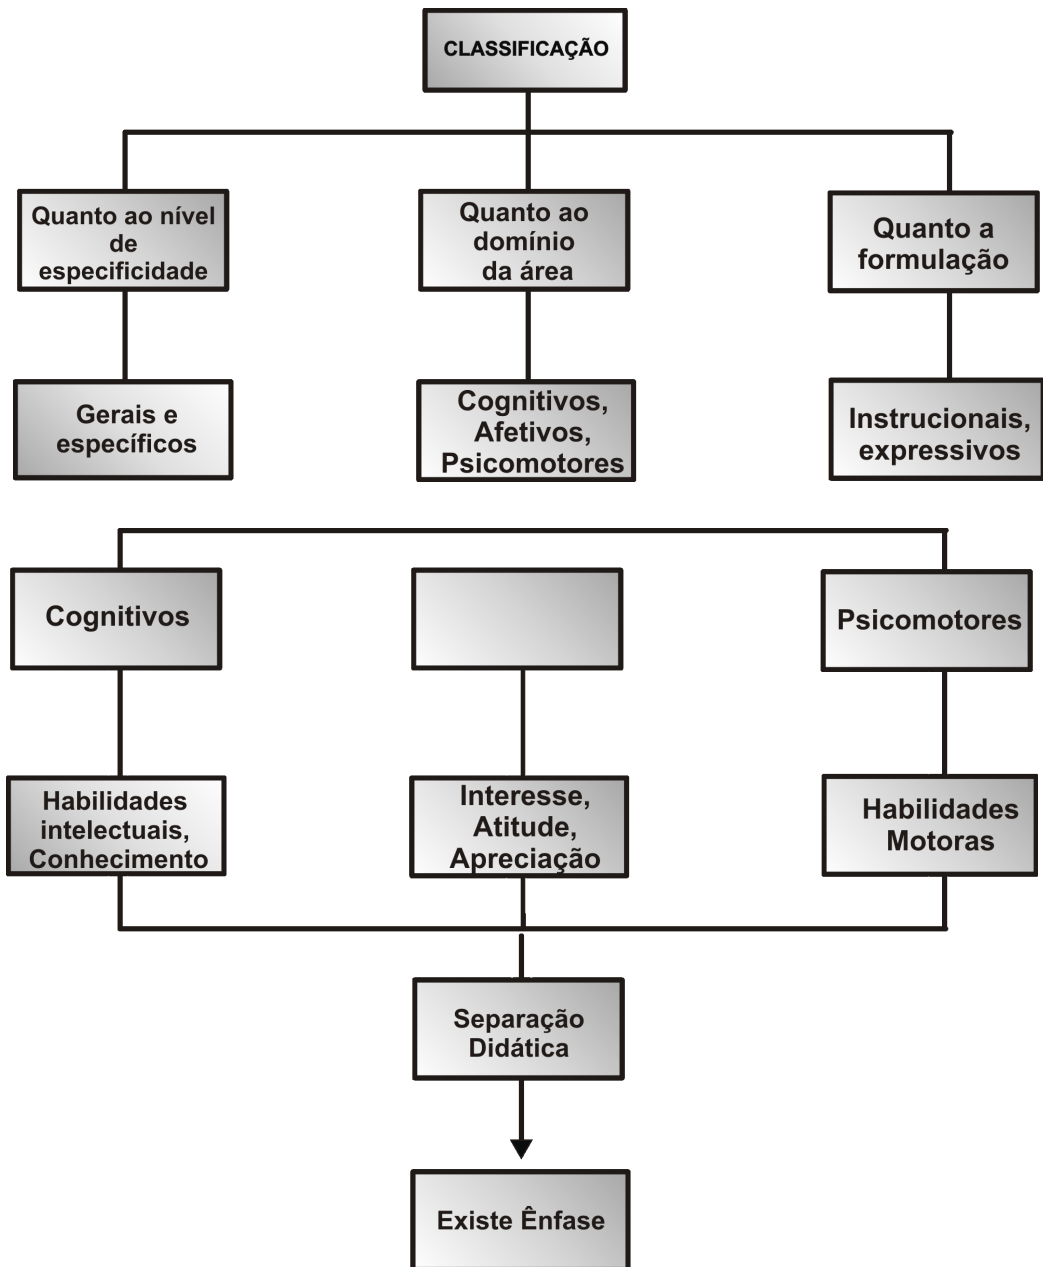 CLASSIFICAÇÃO
Quanto ao nível
de
especificidade
Quanto ao
domínio
da área
Quanto a
formulação
Gerais e
específicos
Cognitivos,
Afetivos,
Psicomotores
Instrucionais,
expressivos
Cognitivos
Psicomotores
Habilidades
intelectuais,
Conhecimento
Interesse,
Atitude,
Apreciação
Habilidades
Motoras
Separação
Didática
Existe Ênfase